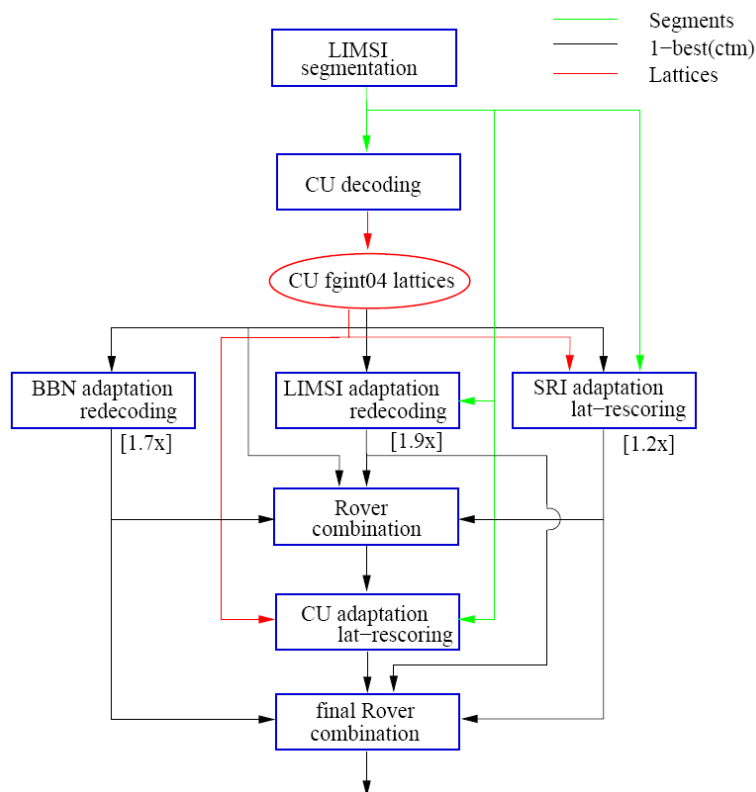 Segments
1−best(ctm)
Lattices
LIMSI
segmentation
CU decoding
CU fgint04 lattices
BBN adaptation
redecoding
[1.7x]
LIMSI adaptation
redecoding
[1.9x]
SRI adaptation
lat−rescoring
[1.2x]
Rover
combination
CU adaptation
lat−rescoring
final Rover
combination